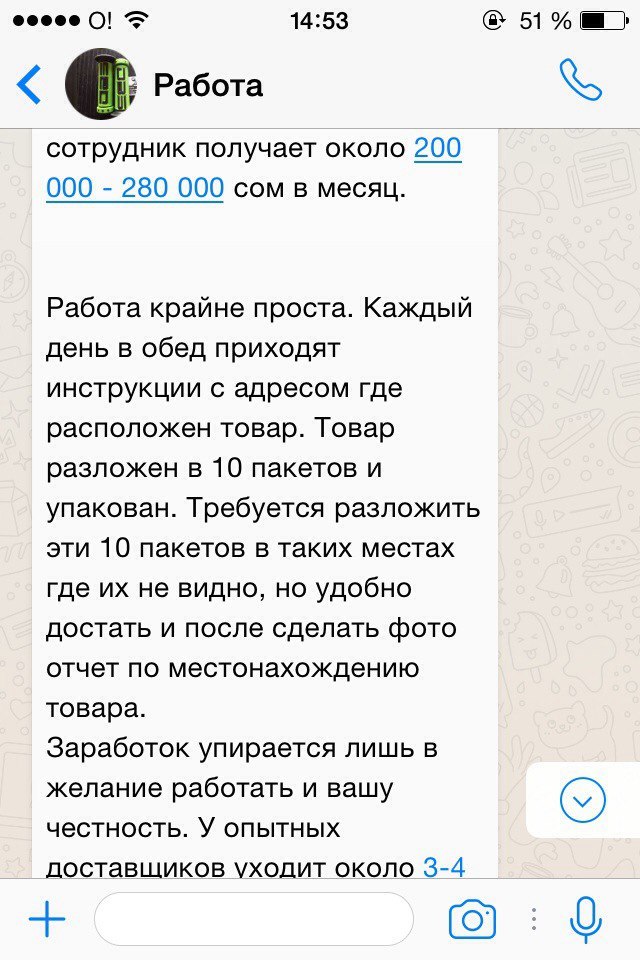 О! 14:53 51 %
Работа
сотрудник получает около 200
000 - 280 000 сом в месяц.
Работа крайне проста. Каждый
день в обед приходят
инструкции с адресом где
расположен товар. Товар
разложен в 10 пакетов и
упакован. Требуется разложить
эти 10 пакетов в таких местах
где их не видно, но удобно
достать и после сделать фото
отчет по местонахождению
товара.
Заработок упирается лишь в
желание работать и вашу
честность. У опытных
доставщиков уходит около 3-4